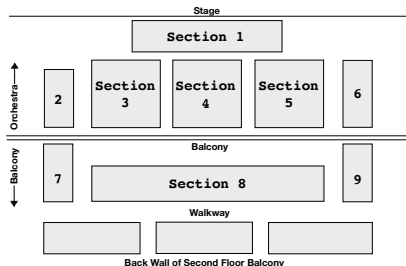 Stage
Section 1
Orchestra
2
Section
3
Section
4
Section
5
6
Balcony
Balcony
7
Section 8
9
Walkway
Back Wall of Second Floor Balcony